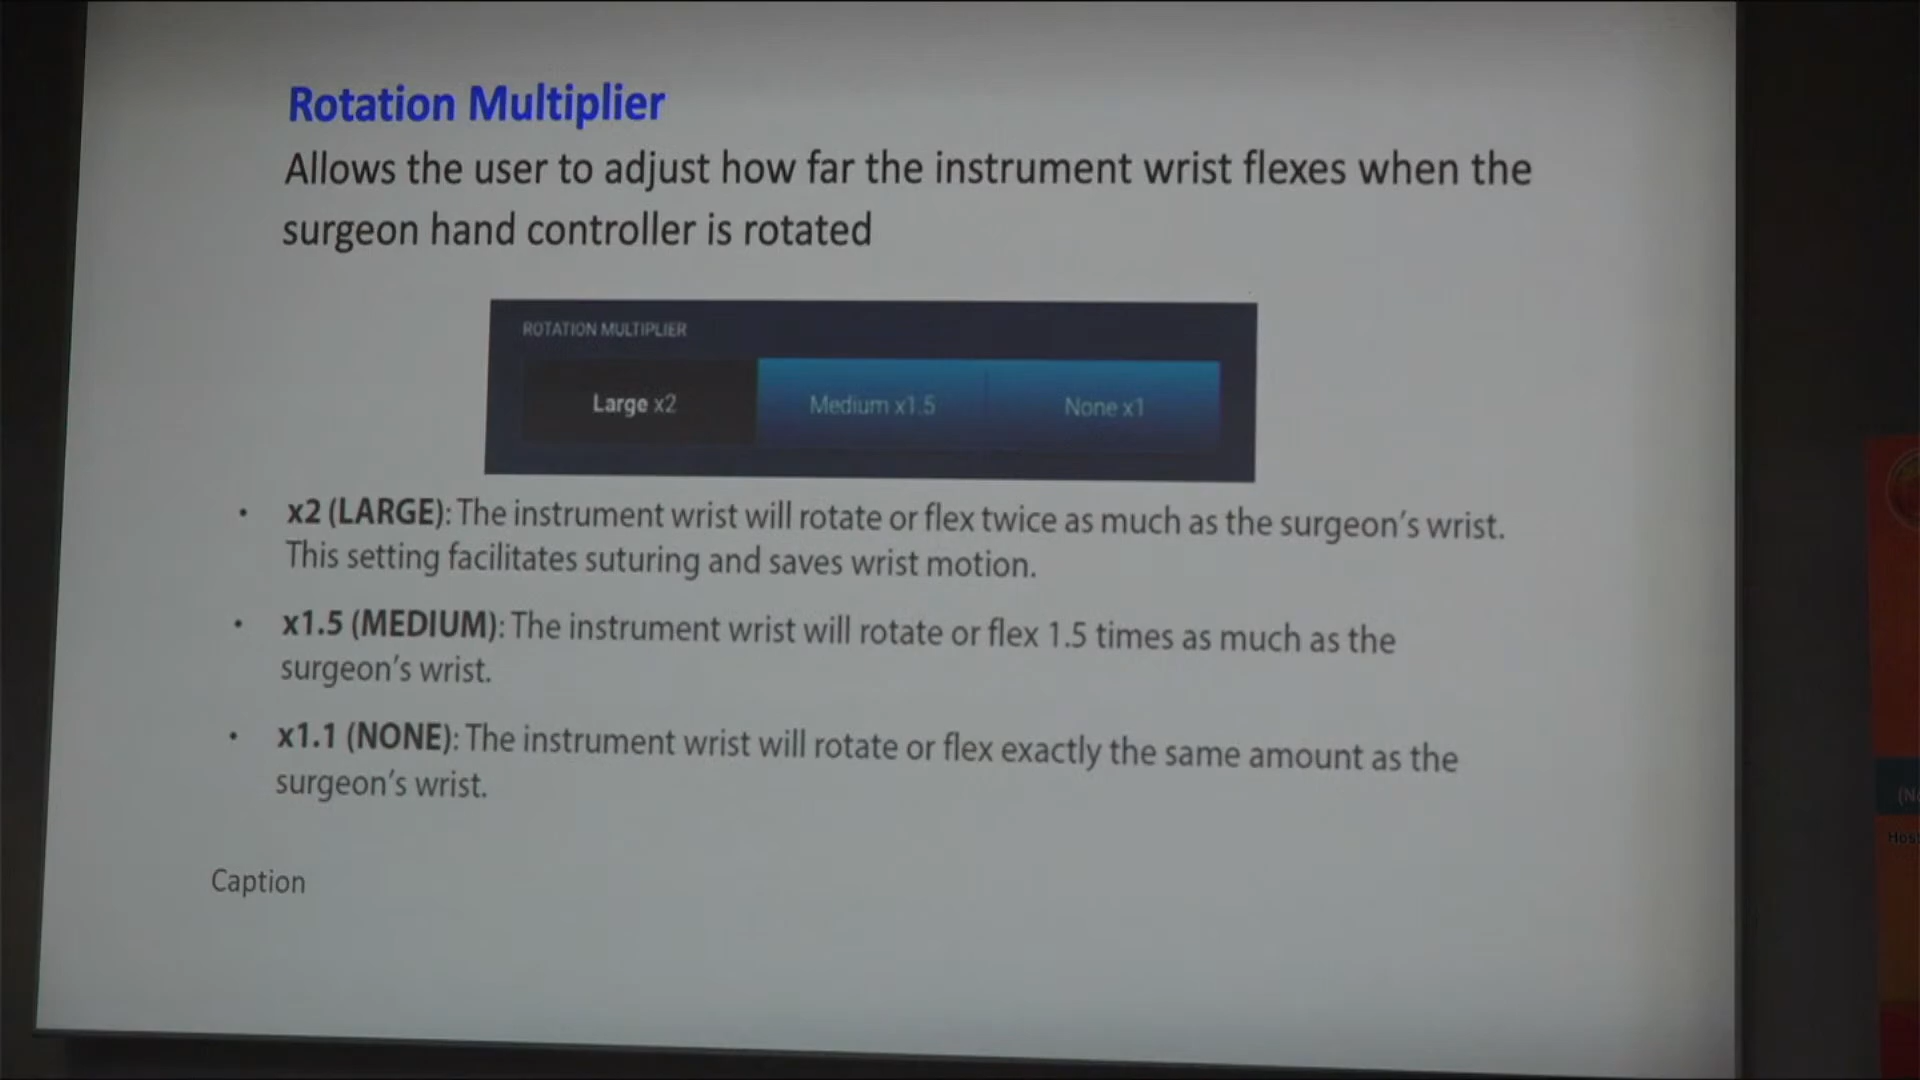 Rotation Multiplier
Allows the user to adjust how far the instrument wrist flexes when the
surgeon hand controller is rotated
ROTATION MULTIPLIER
Large x2
Medium x1.5
None x1
• x2 (LARGE): The instrument wrist will rotate or flex twice as much as the surgeon's wrist.
This setting facilitates suturing and saves wrist motion.
• x1.5 (MEDIUM): The instrument wrist will rotate or flex 1.5 times as much as the
surgeon's wrist.
• x1.1 (NONE): The instrument wrist will rotate or flex exactly the same amount as the
surgeon's wrist.
Caption